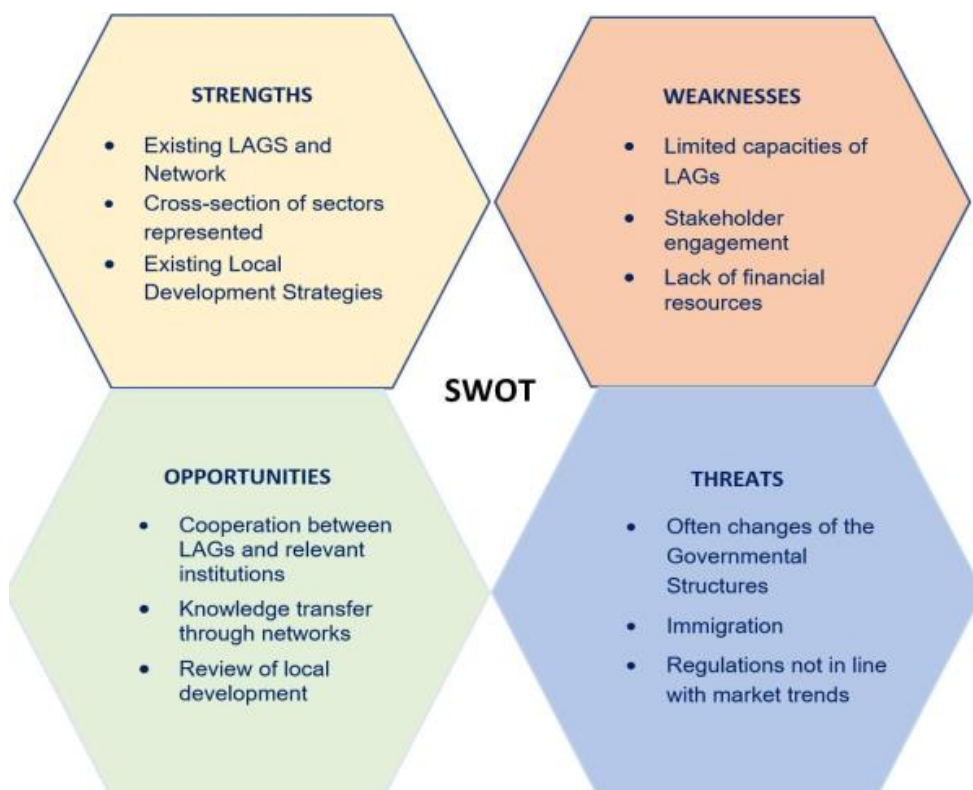 STRENGTHS
• Existing LAGS and
Network
• Cross-section of sectors
represented
• Existing Local
Development Strategies
WEAKNESSES
• Limited capacities of
LAGs
• Stakeholder
engagement
• Lack of financial
resources
SWOT
OPPORTUNITIES
• Cooperation between
LAGs and relevant
institutions
• Knowledge transfer
through networks
• Review of local
development
THREATS
• Often changes of the
Governmental
Structures
• Immigration
• Regulations not in line
with market trends